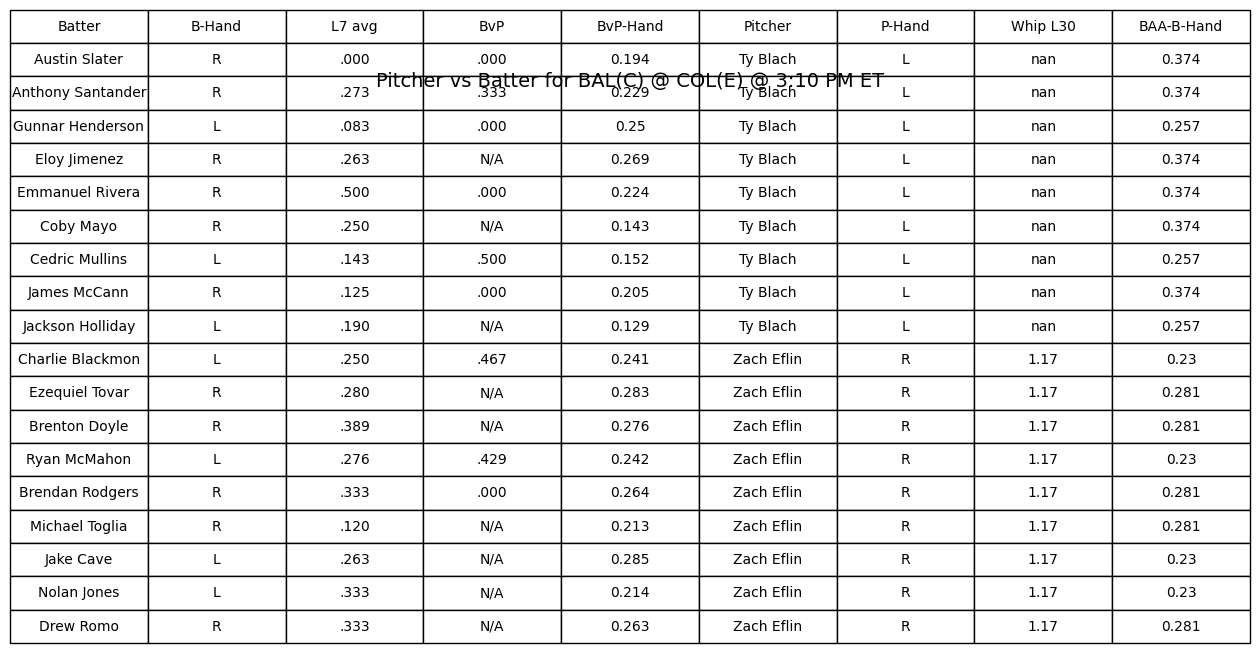 Batter B-Hand L7 avg BvP BvP-Hand Pitcher P-Hand Whip L30 BAA-B-Hand
Austin Slater R .000 .000 0.194 Ty Blach L nan 0.374
Pitcher vs Batter for BAL(C) @ COL(E) @ 3:10 PM ET
Anthony Santander R .273 .333 0.229 Ty Blach L nan 0.374
Gunnar Henderson L .083 .000 0.25 Ty Blach L nan 0.257
Eloy Jimenez R .263 N/A 0.269 Ty Blach L nan 0.374
Emmanuel Rivera R .500 .000 0.224 Ty Blach L nan 0.374
Coby Mayo R .250 N/A 0.143 Ty Blach L nan 0.374
Cedric Mullins L .143 .500 0.152 Ty Blach L nan 0.257
James McCann R .125 .000 0.205 Ty Blach L nan 0.374
Jackson Holliday L .190 N/A 0.129 Ty Blach L nan 0.257
Charlie Blackmon L .250 .467 0.241 Zach Eflin R 1.17 0.23
Ezequiel Tovar R .280 N/A 0.283 Zach Eflin R 1.17 0.281
Brenton Doyle R .389 N/A 0.276 Zach Eflin R 1.17 0.281
Ryan McMahon L .276 .429 0.242 Zach Eflin R 1.17 0.23
Brendan Rodgers R .333 .000 0.264 Zach Eflin R 1.17 0.281
Michael Toglia R .120 N/A 0.213 Zach Eflin R 1.17 0.281
Jake Cave L .263 N/A 0.285 Zach Eflin R 1.17 0.23
Nolan Jones L .333 N/A 0.214 Zach Eflin R 1.17 0.23
Drew Romo R .333 N/A 0.263 Zach Eflin R 1.17 0.281